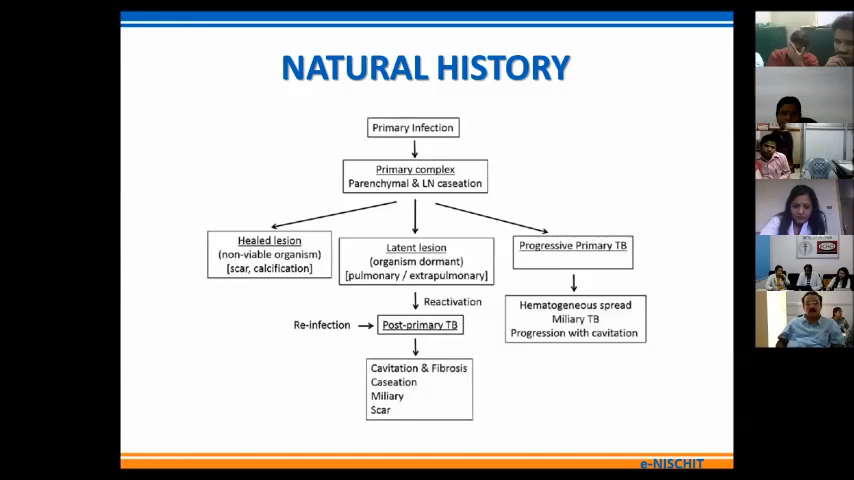 NATURAL HISTORY
Primary Infection
Primary complex
Parenchymal & LN caseation
Healed lesion
(non-viable organism)
[scar, calcification]
Latent lesion
(organism dormant)
[pulmonary / extrapulmonary]
Progressive Primary TB
Reactivation
Hematogeneous spread
Miliary TB
Progression with cavitation
Re-infection
Post-primary TB
Cavitation & Fibrosis
Caseation
Miliary
Scar
e-NISCHIT